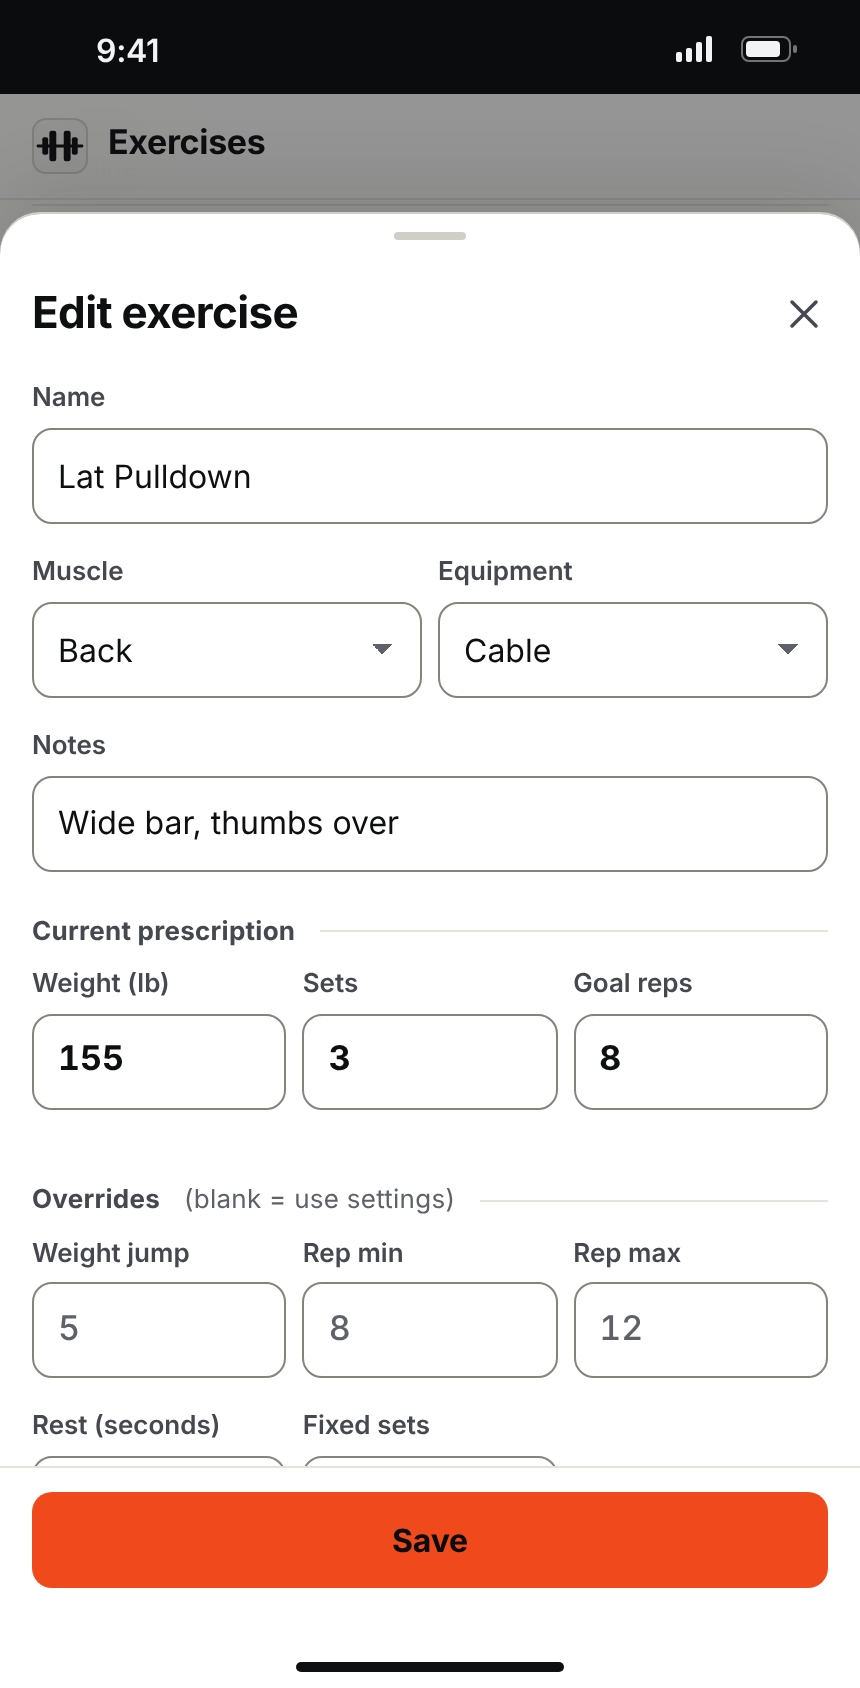 9:41
Exercises
Edit exercise
Name
Lat Pulldown
Muscle
Equipment
Back
Cable
Notes
Wide bar, thumbs over
Current prescription
Weight (lb)
Sets
Goal reps
155
3
8
Overrides (blank = use settings)
Weight jump
Rep min
Rep max
5
8
12
Rest (seconds)
Fixed sets
Save